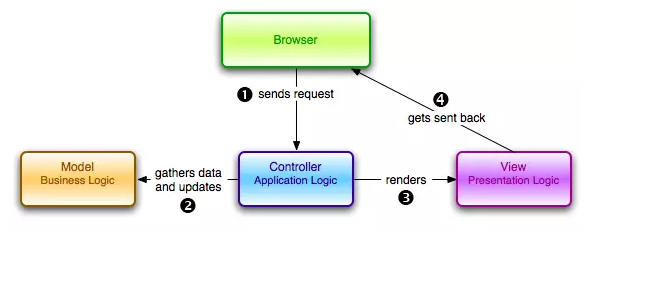 Browser
❶ sends request
❹
gets sent back
Model
Business Logic
gathers data
and updates
❷
Controller
Application Logic
renders
❸
View
Presentation Logic